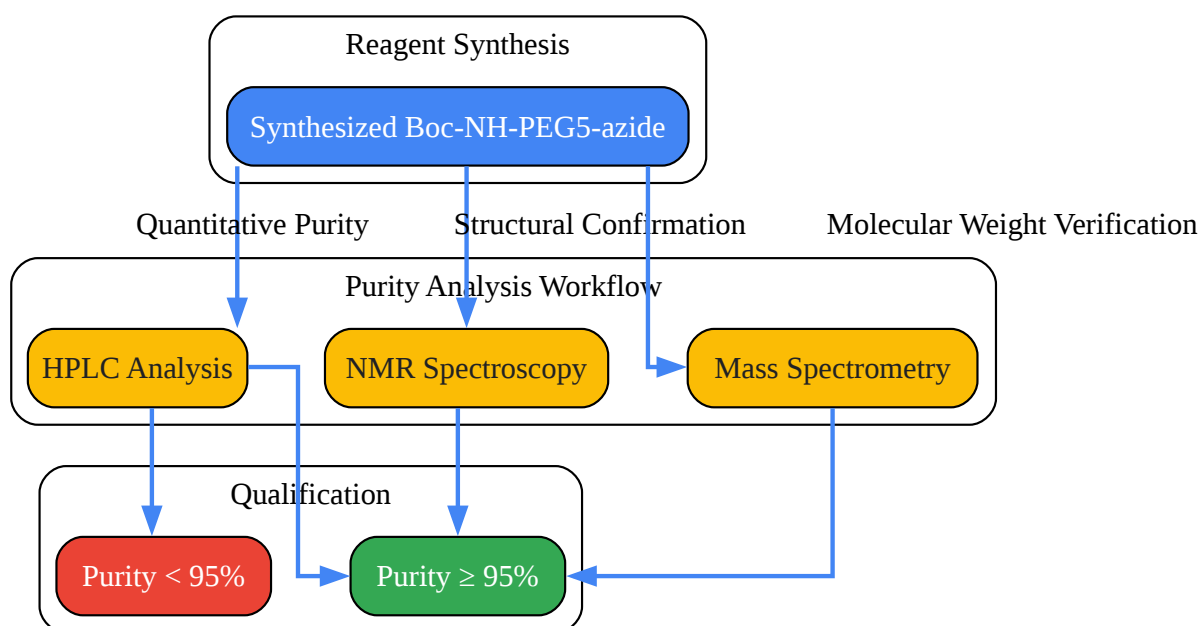 Reagent Synthesis
Synthesized Boc-NH-PEG5-azide
Quantitative Purity
Structural Confirmation
Molecular Weight Verification
Purity Analysis Workflow
HPLC Analysis
NMR Spectroscopy
Mass Spectrometry
Qualification
Purity < 95%
Purity ≥ 95%